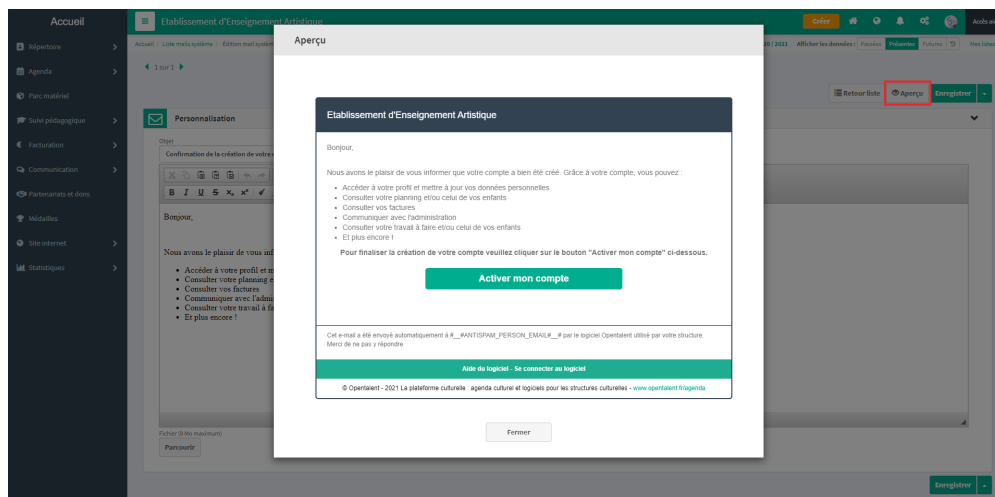 Accueil
Etablissement d'Enseignement Artistique
Créer
Accès ai
Répertoire
Accueil / Liste mails système / Édition mail systèm
20 / 2021 Afficher les données : Passées Présentes Futures
Mes listes
Agenda
1 sur 1
Parc matériel
Retour liste
Aperçu
Enregistrer
Suivi pédagogique
Personnalisation
Facturation
Objet
Confirmation de la création de votre
Communication
Partenariats et dons
B I U S
Médailles
Bonjour,
Site internet
Nous avons le plaisir de vous inf
Statistiques
Accéder à votre profil et m
Consulter votre planning e
Consulter vos factures
Communiquer avec l'admi
Consulter votre travail à fa
Et plus encore !
Fichier (8 Mo maximum)
Parcourir
Enregistrer
Aperçu
Etablissement d'Enseignement Artistique
Bonjour,
Nous avons le plaisir de vous informer que votre compte a bien été créé. Grâce à votre compte, vous pouvez :
Accéder à votre profil et mettre à jour vos données personnelles
Consulter votre planning et/ou celui de vos enfants
Consulter vos factures
Communiquer avec l'administration
Consulter votre travail à faire et/ou celui de vos enfants
Et plus encore !
Pour finaliser la création de votre compte veuillez cliquer sur le bouton "Activer mon compte" ci-dessous.
Activer mon compte
Cet e-mail a été envoyé automatiquement à #__#ANTISPAM_PERSON_EMAIL#__# par le logiciel Opentalent utilisé par votre structure.
Merci de ne pas y répondre
Aide du logiciel - Se connecter au logiciel
© Opentalent - 2021 La plateforme culturelle : agenda culturel et logiciels pour les structures culturelles - www.opentalent.fr/agenda
Fermer